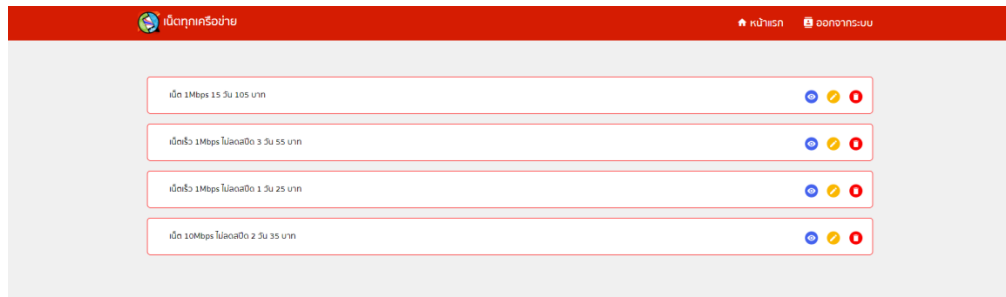 เน็ตทุกเครือข่าย
หน้าแรก
ออกจากระบบ
เน็ต 1Mbps 15 วัน 105 บาท
เน็ตเร็ว 1Mbps ไม่ลดสปีด 3 วัน 55 บาท
เน็ตเร็ว 1Mbps ไม่ลดสปีด 1 วัน 25 บาท
เน็ต 10Mbps ไม่ลดสปีด 2 วัน 35 บาท